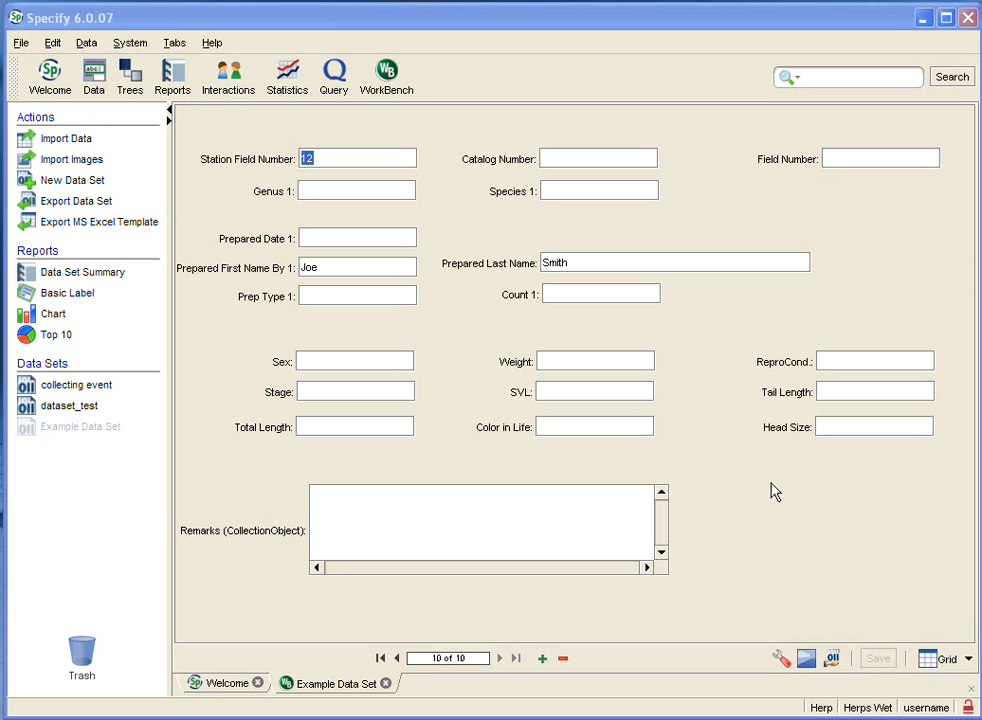 Specify 6.0.07
File Edit Data System Tabs Help
Welcome Data Trees Reports Interactions Statistics Query WorkBench Search
Actions
Import Data
Import Images
New Data Set
Export Data Set
Export MS Excel Template
Reports
Data Set Summary
Basic Label
Chart
Top 10
Data Sets
collecting event
dataset_test
Example Data Set
Trash
Station Field Number: 12 Catalog Number: Field Number:
Genus 1: Species 1:
Prepared Date 1:
Prepared First Name By 1: Joe Prepared Last Name: Smith
Prep Type 1: Count 1:
Sex: Weight: ReproCond.:
Stage: SVL: Tail Length:
Total Length: Color in Life: Head Size:
Remarks (CollectionObject):
10 of 10 Save Grid
Welcome Example Data Set
Herp Herps Wet username